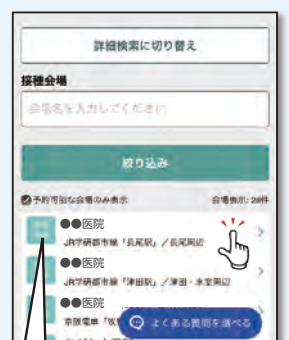 詳細検索に切り替え
接種会場
会場名を入力してください
絞り込み
予約可能な会場のみ表示
会場表示: 26件
●●医院
JR学研都市線「長尾駅」/長尾周辺
●●医院
JR学研都市線「津田駅」/津田・氷室周辺
●●医院
京阪電車「牧
よくある質問を調べる